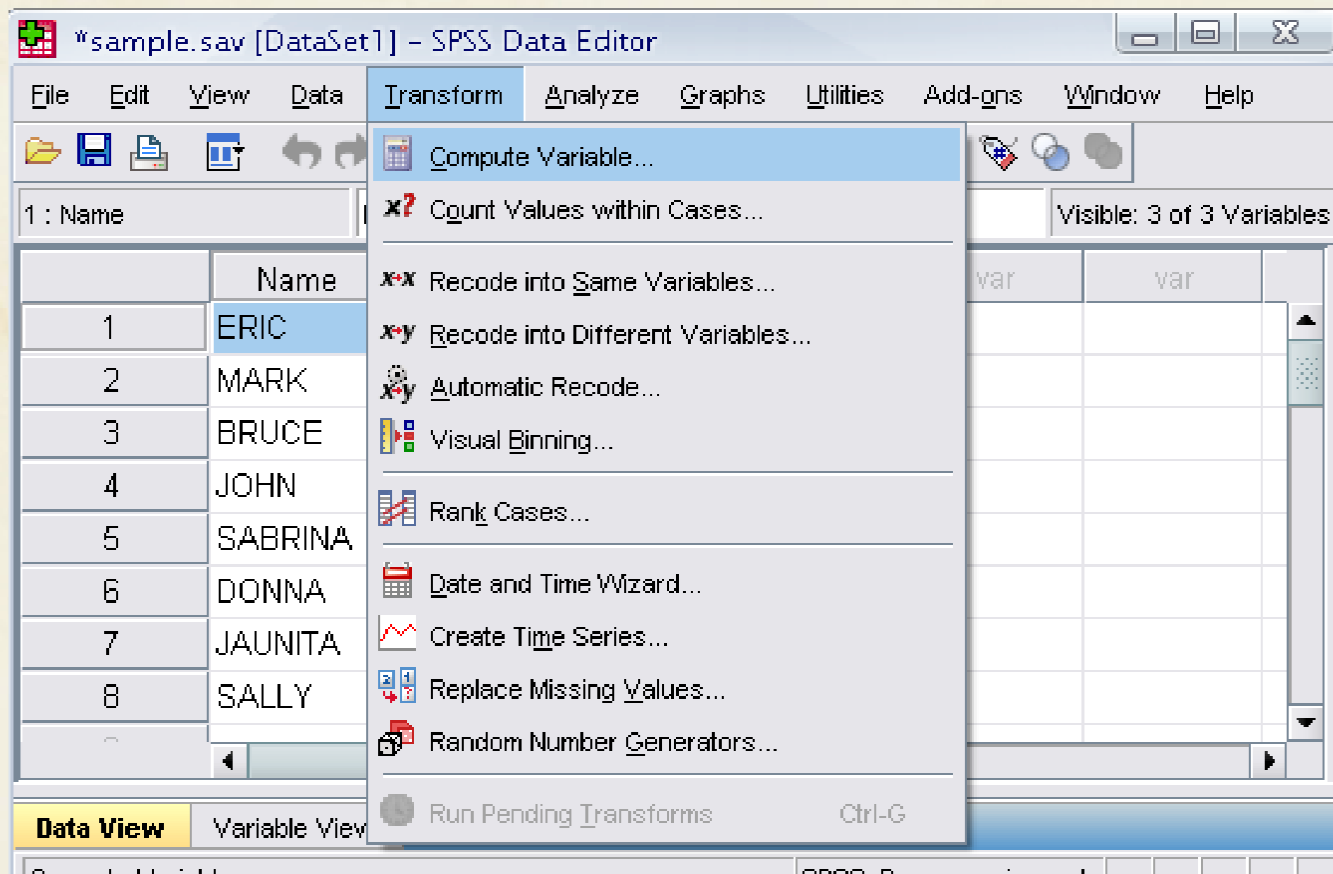 *sample.sav [DataSet1] – SPSS Data Editor
File Edit View Data Transform Analyze Graphs Utilities Add-ons Window Help
1 : Name
Visible: 3 of 3 Variables
Compute Variable...
Count Values within Cases...
Recode into Same Variables...
Recode into Different Variables...
Automatic Recode...
Visual Binning...
Rank Cases...
Date and Time Wizard...
Create Time Series...
Replace Missing Values...
Random Number Generators...
Run Pending Transforms Ctrl-G
Name var var
1 ERIC
2 MARK
3 BRUCE
4 JOHN
5 SABRINA
6 DONNA
7 JAUNITA
8 SALLY
Data View Variable View